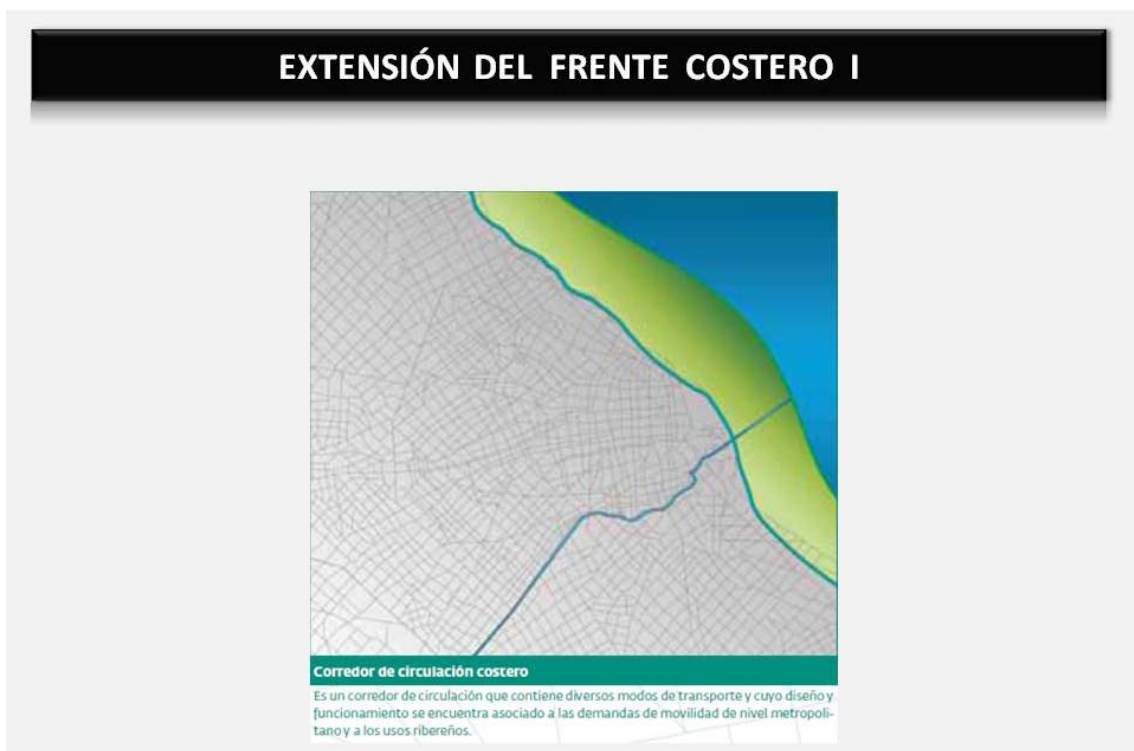 EXTENSIÓN DEL FRENTE COSTERO I
Corredor de circulación costero
Es un corredor de circulación que contiene diversos modos de transporte y cuyo diseño y
funcionamiento se encuentra asociado a las demandas de movilidad de nivel metropoli-
tano y a los usos ribereños.